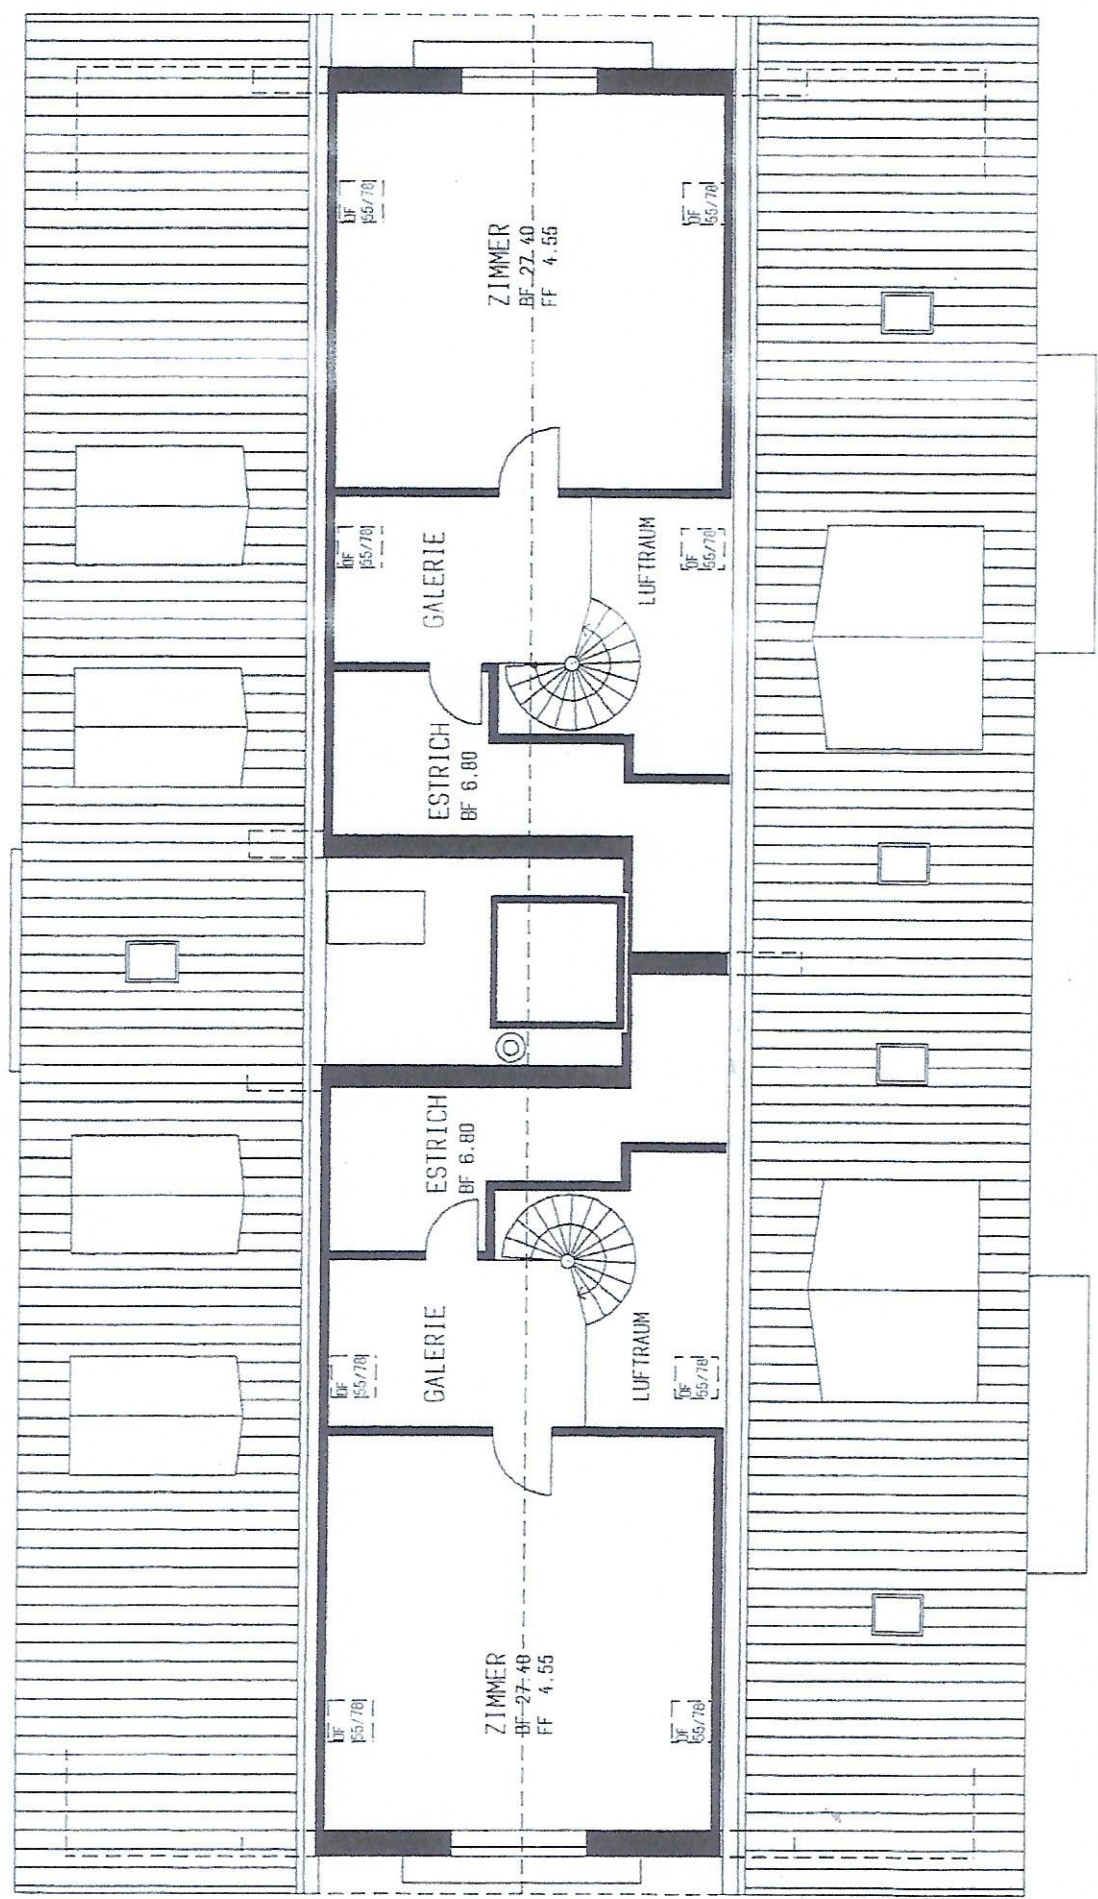 DF
55/78
DF
55/78
ZIMMER
BF 27.40
FF 4.55
DF
55/78
DF
55/78
GALERIE
LUFTRAUM
ESTRICH
BF 6.80
ESTRICH
BF 6.80
GALERIE
LUFTRAUM
DF
55/78
DF
55/78
ZIMMER
BF 27.40
FF 4.55
DF
55/78
DF
55/78